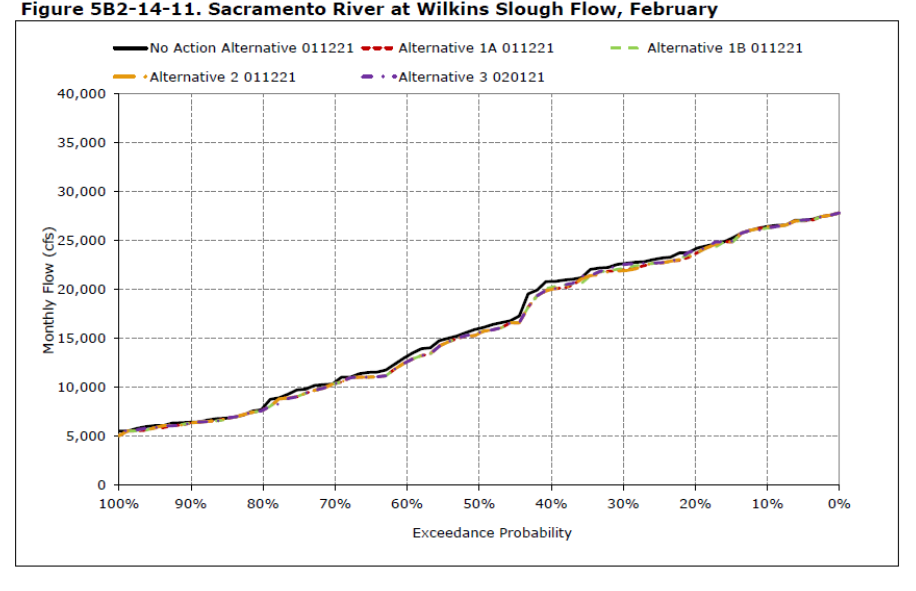 Figure 5B2-14-11. Sacramento River at Wilkins Slough Flow, February
No Action Alternative 011221
Alternative 1A 011221
Alternative 1B 011221
Alternative 2 011221
Alternative 3 020121
40,000
35,000
30,000
25,000
20,000
15,000
10,000
5,000
0
Monthly Flow (cfs)
100% 90% 80% 70% 60% 50% 40% 30% 20% 10% 0%
Exceedance Probability